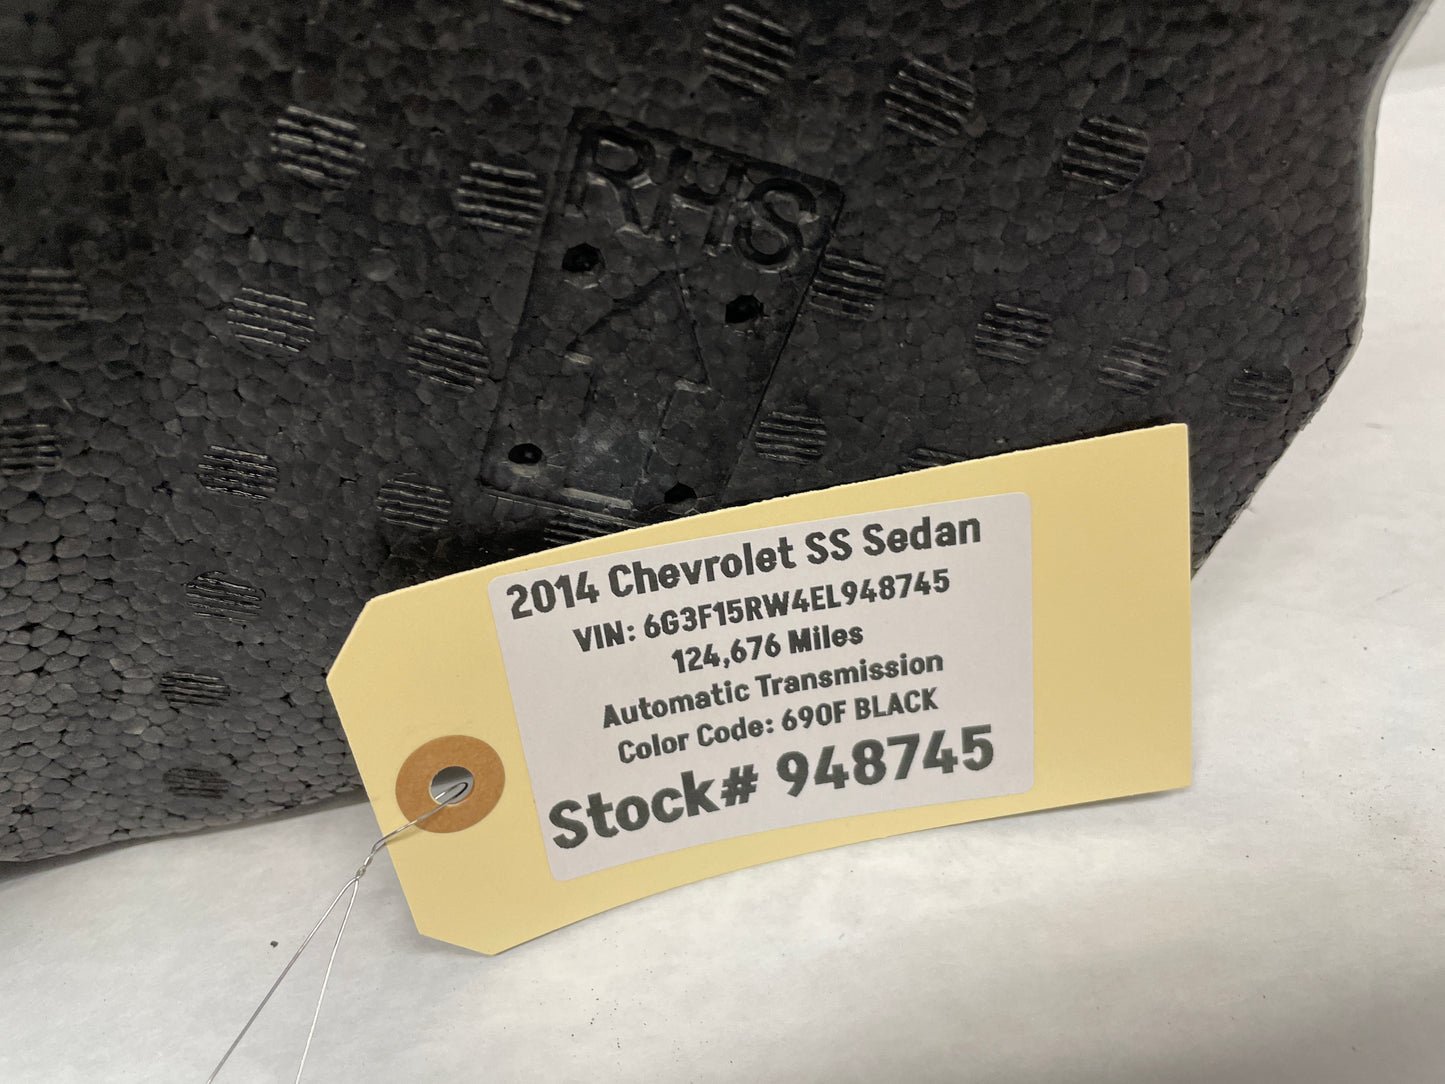 RHS
2014 Chevrolet SS Sedan
VIN: 6G3F15RW4EL948745
124,676 Miles
Automatic Transmission
Color Code: 690F BLACK
Stock# 948745